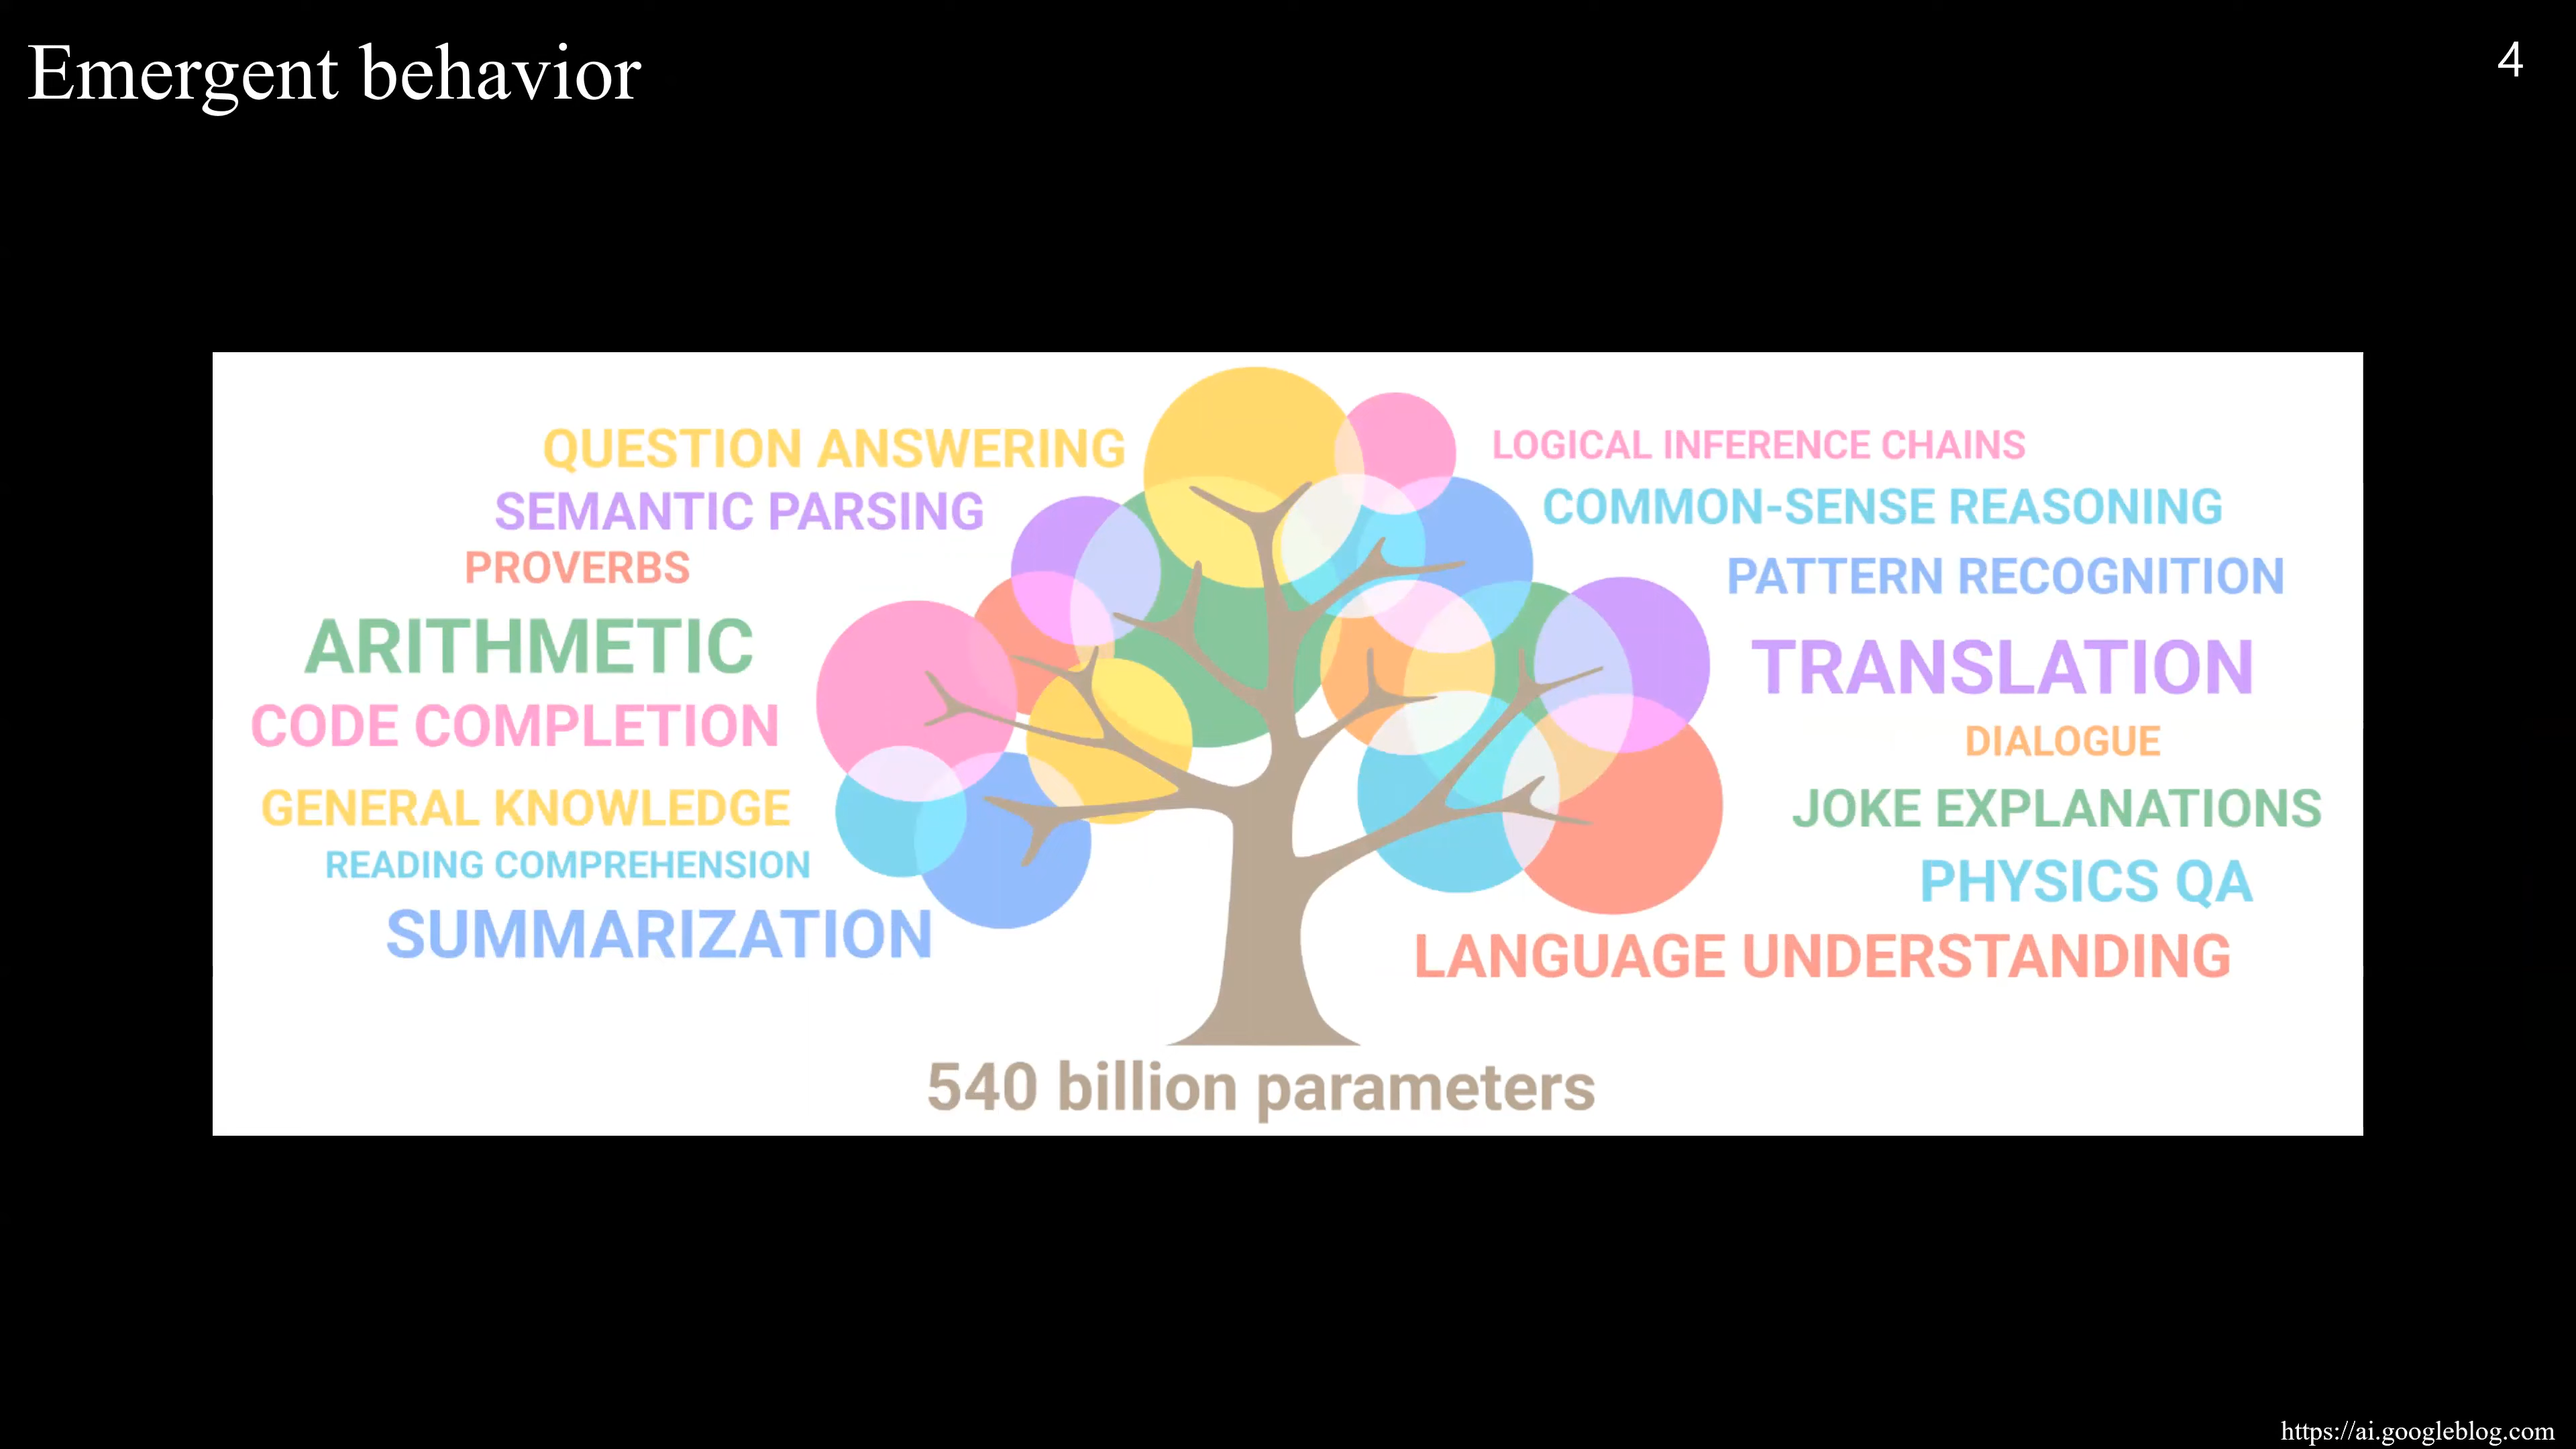 Emergent behavior
4
QUESTION ANSWERING
SEMANTIC PARSING
PROVERBS
ARITHMETIC
CODE COMPLETION
GENERAL KNOWLEDGE
READING COMPREHENSION
SUMMARIZATION
LOGICAL INFERENCE CHAINS
COMMON-SENSE REASONING
PATTERN RECOGNITION
TRANSLATION
DIALOGUE
JOKE EXPLANATIONS
PHYSICS QA
LANGUAGE UNDERSTANDING
540 billion parameters
https://ai.googleblog.com